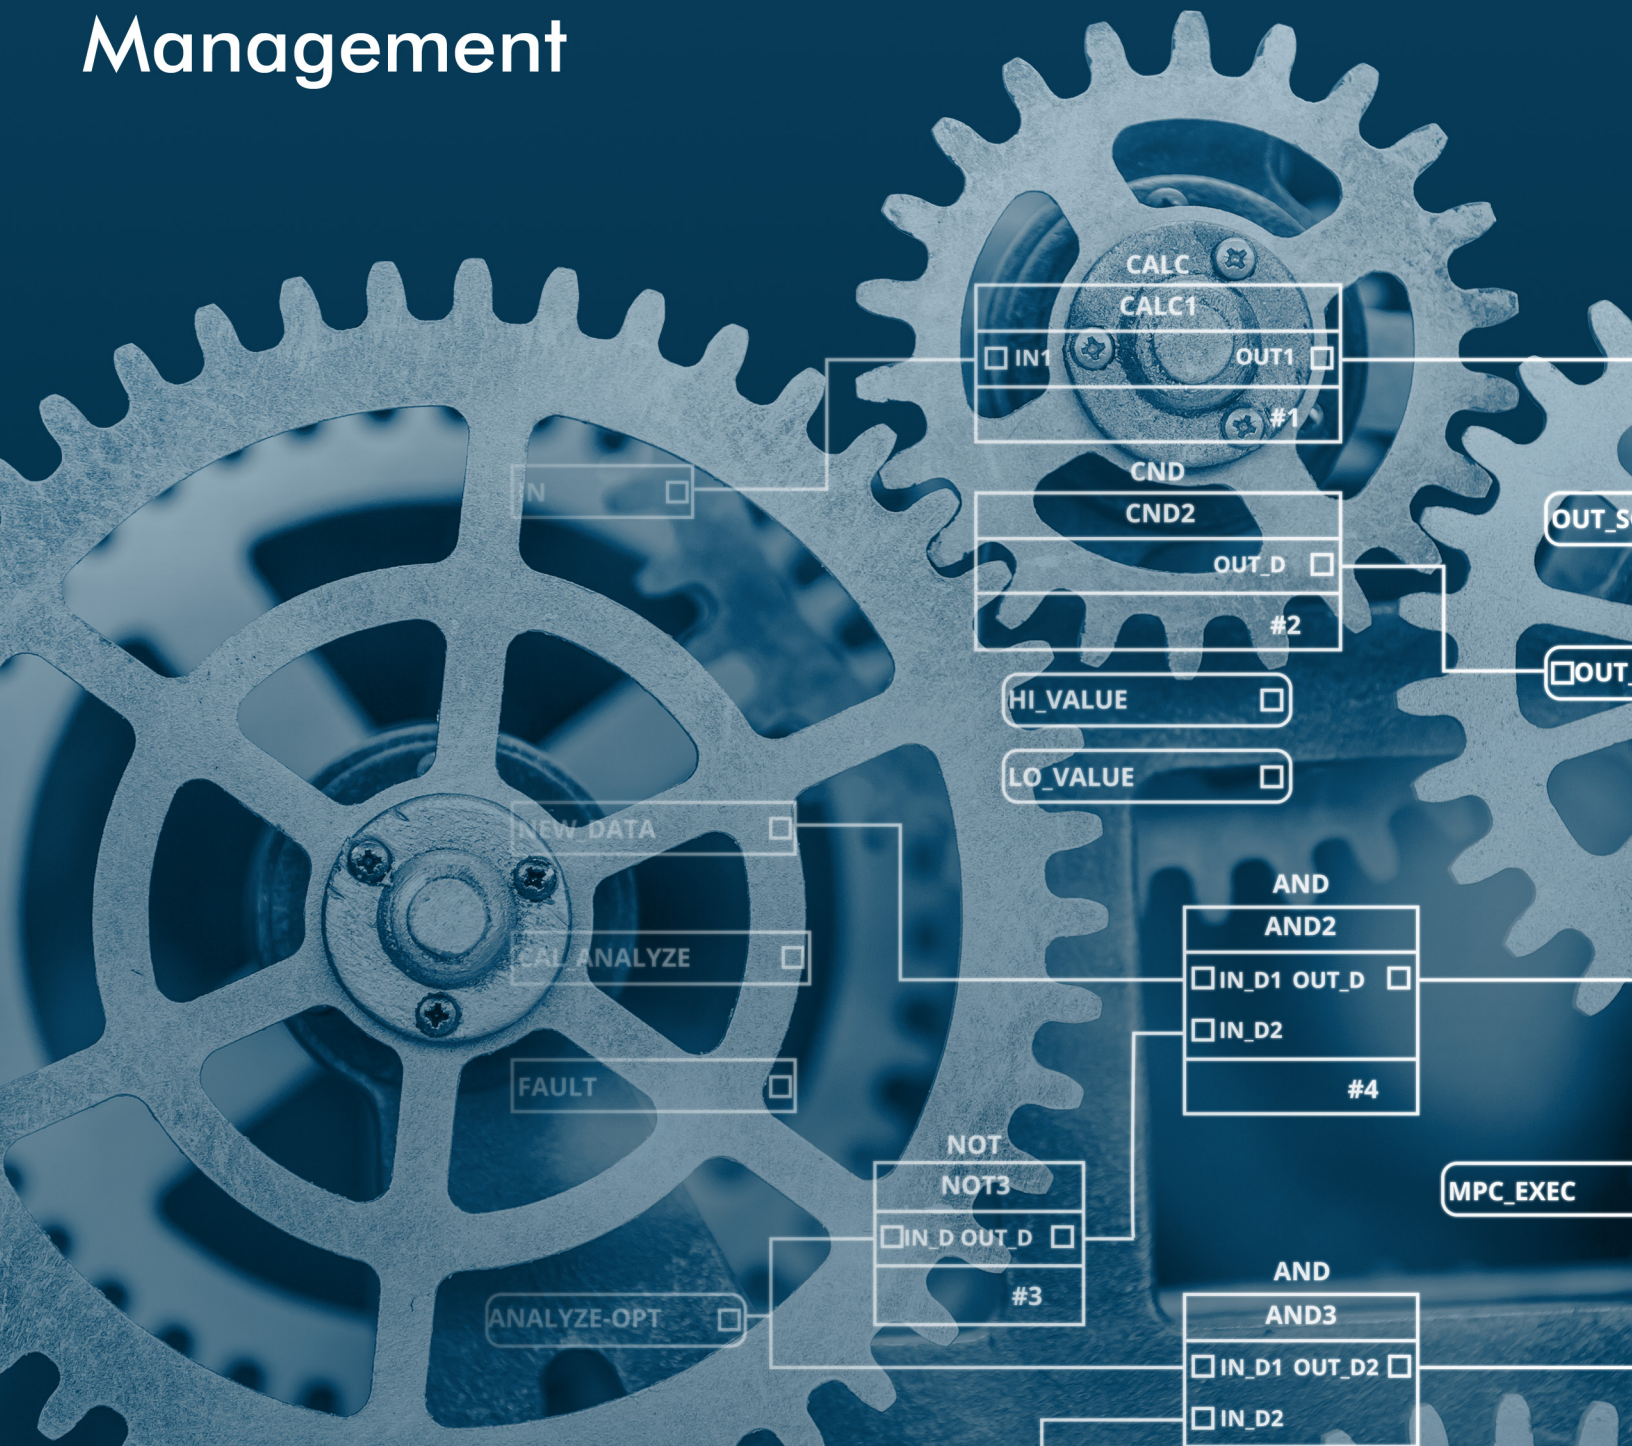 Management
CALC
CALC1
IN1 OUT1
#1
CND
IN
CND2
OUT_D
#2
HI_VALUE
LO_VALUE
NEW_DATA
AND
AND2
CAL_ANALYZE
IN_D1 OUT_D
IN_D2
FAULT
#4
NOT
NOT3
MPC_EXEC
IN_D OUT_D
#3
AND
AND3
ANALYZE-OPT
IN_D1 OUT_D2
IN_D2